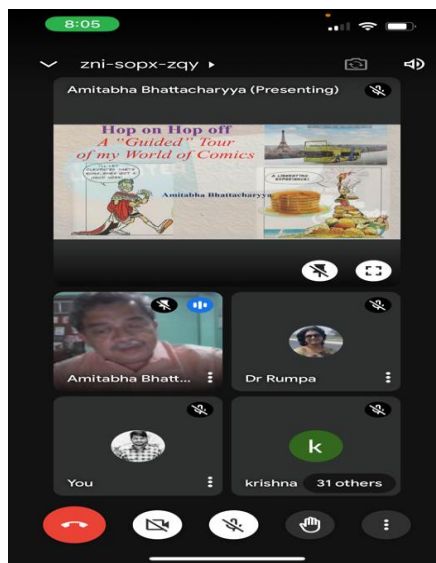 8:05
zni-sopx-zqy
Amitabha Bhattacharyya (Presenting)
Hop on Hop off
A "Guided" Tour
of my World of Comics
Amitabha Bhattacharyya
A LIBERATING
EXPERIENCE!
Amitabha Bhatt...
Dr Rumpa
You
k
krishna
31 others